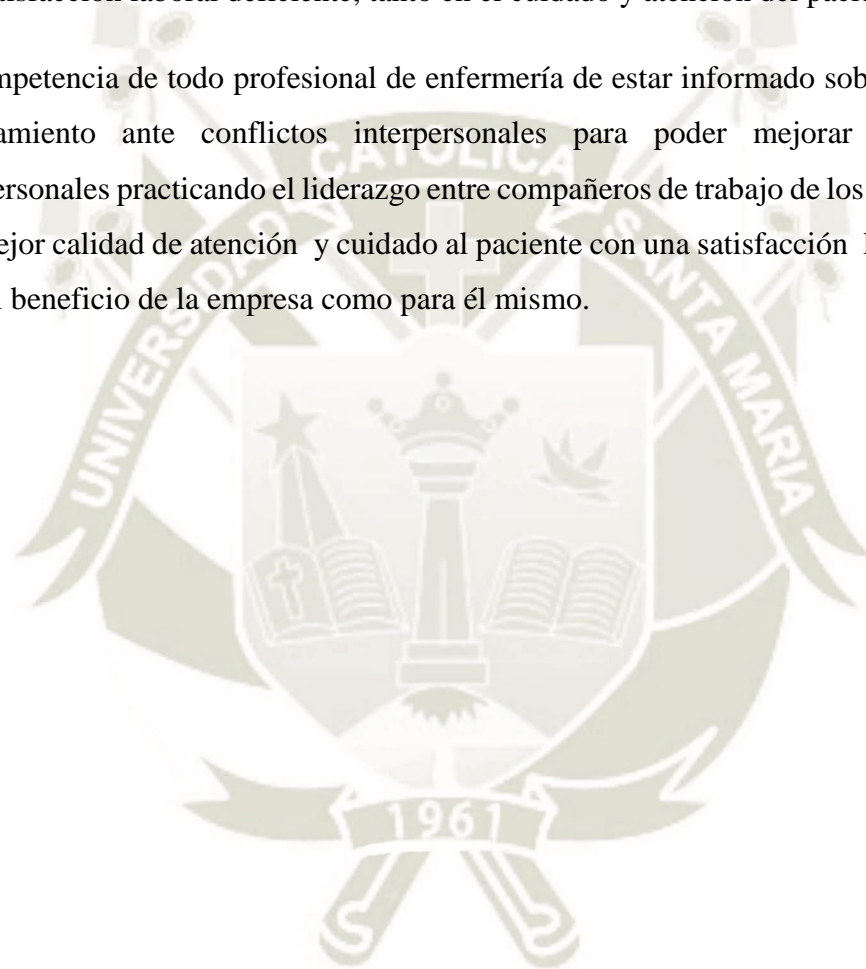 isfacción laboral deficiente, tanto en el cuidado y atención del paci
mpetencia de todo profesional de enfermería de estar informado sob
amiento ante conflictos interpersonales para poder mejorar
ersonales practicando el liderazgo entre compañeros de trabajo de los
ejor calidad de atención y cuidado al paciente con una satisfacción
beneficio de la empresa como para él mismo.
UNIVERSIDAD CATOLICA SANTA MARIA
1961